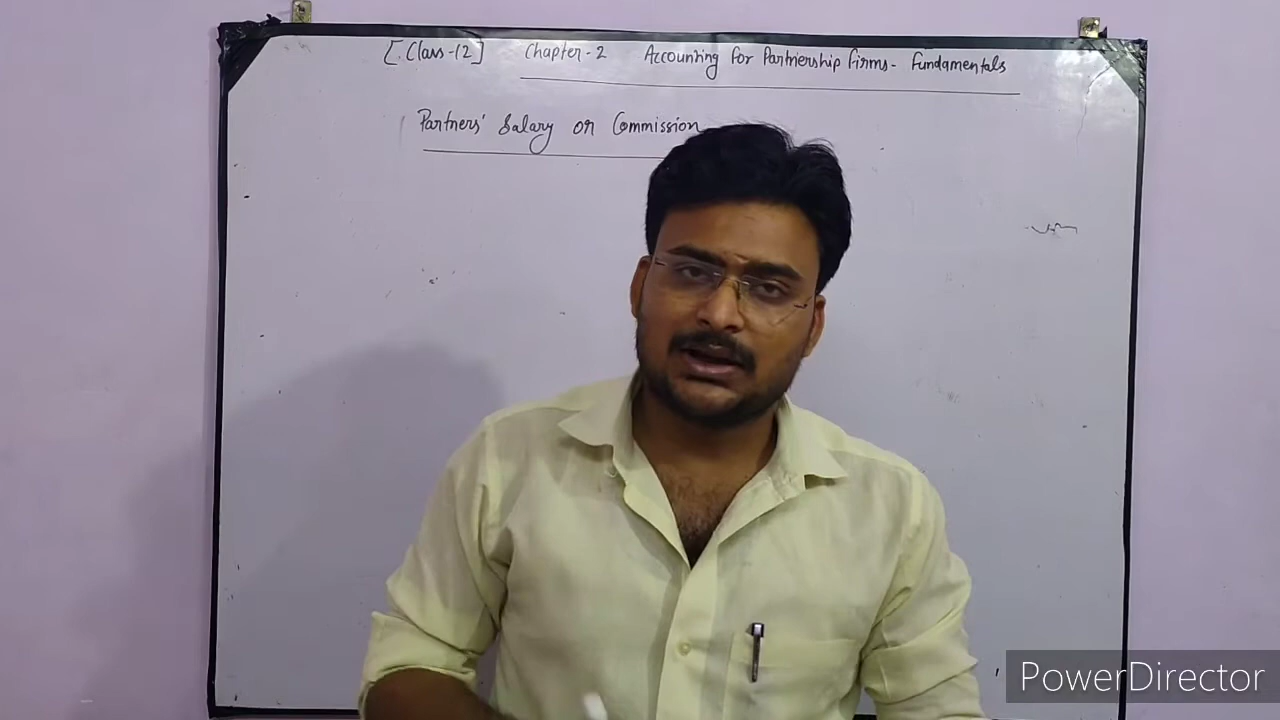 [.Class-12] Chapter-2 Accounting for Partnership Firms- Fundamentals
Partners' Salary or Commission
PowerDirector